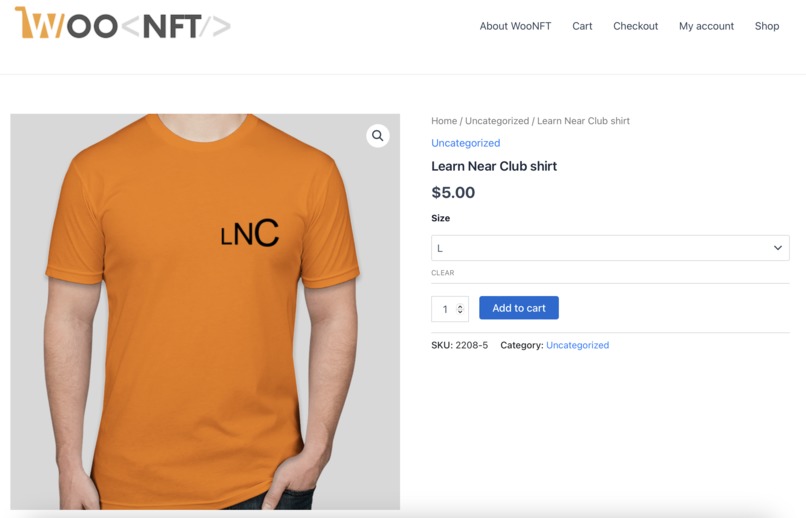 WOO<NFT/>
About WooNFT Cart Checkout My account Shop
Home / Uncategorized / Learn Near Club shirt
Uncategorized
Learn Near Club shirt
$5.00
Size
L
CLEAR
1 Add to cart
SKU: 2208-5 Category: Uncategorized
LNC